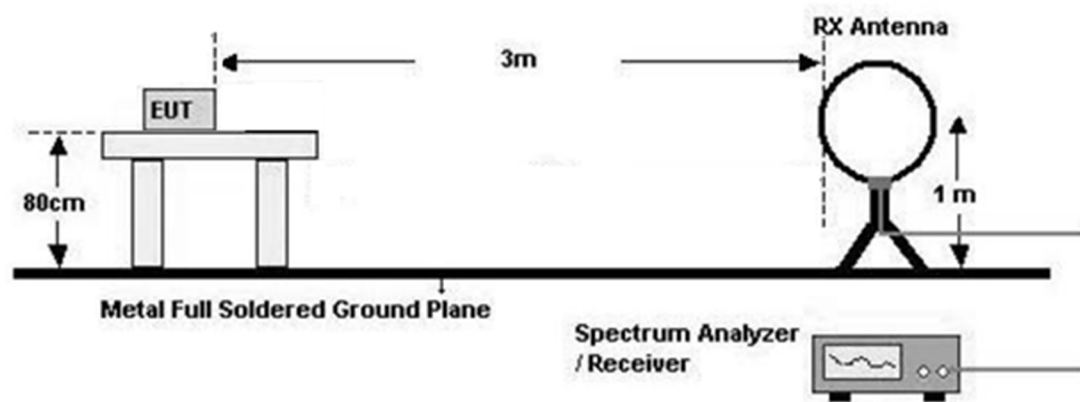 RX Antenna
3m
EUT
80cm
1 m
Metal Full Soldered Ground Plane
Spectrum Analyzer
/ Receiver